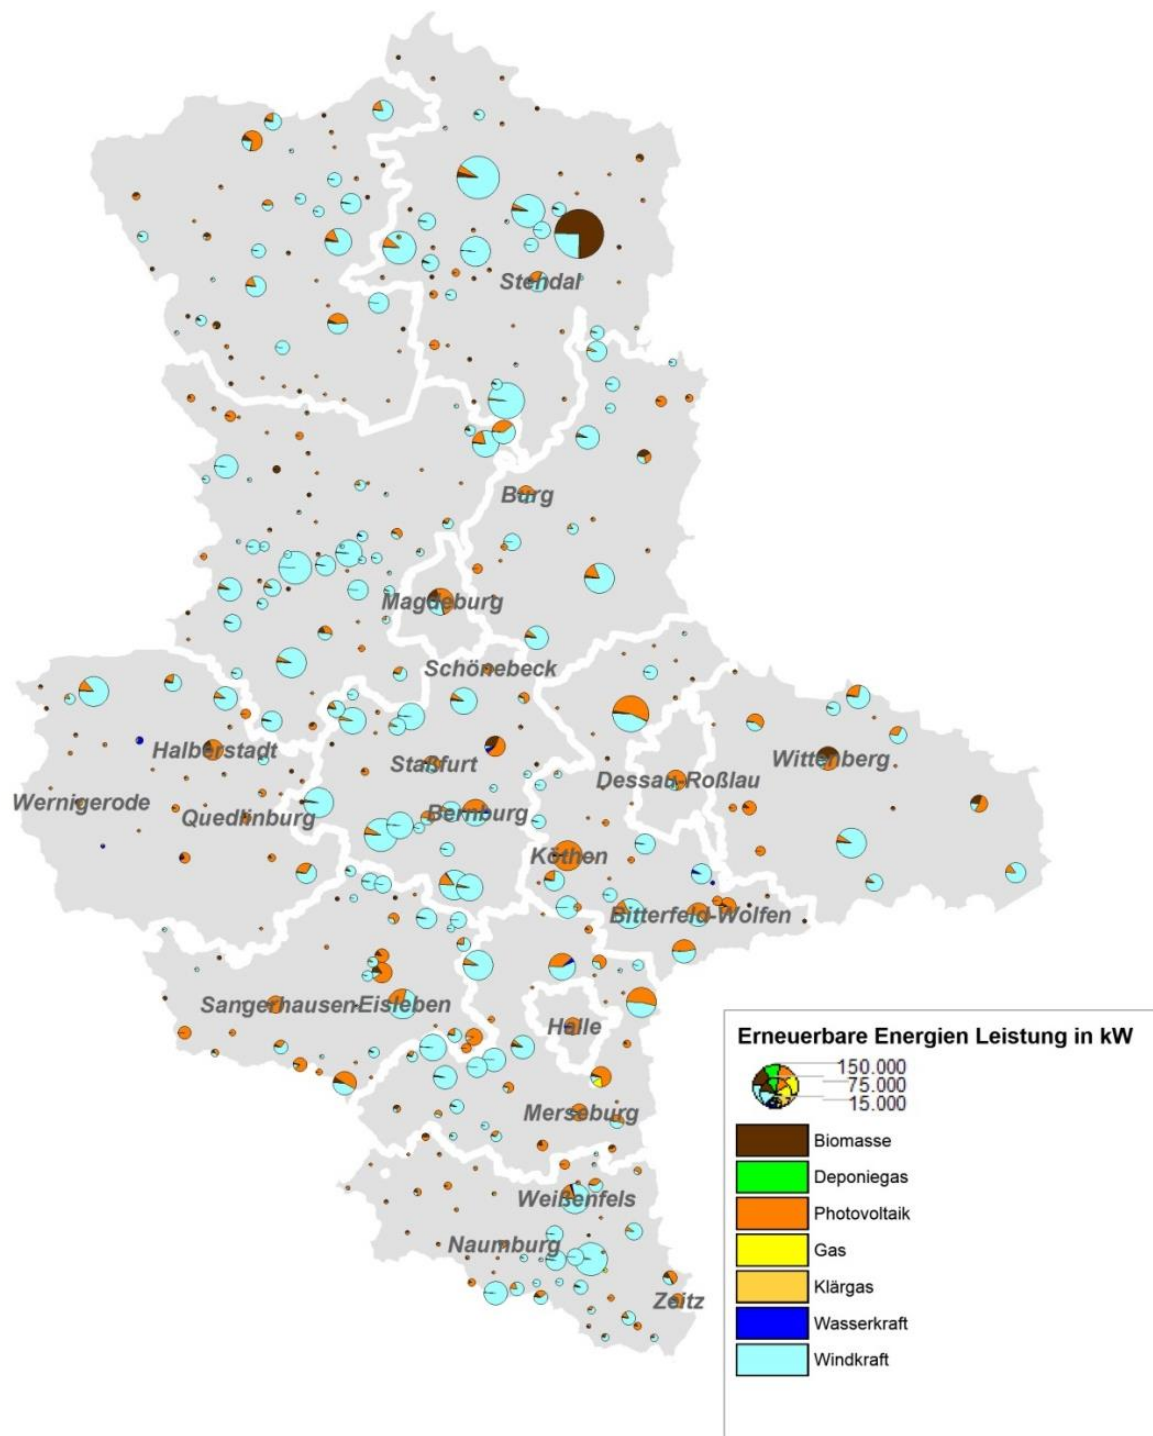 Stendal
Burg
Magdeburg
Schönebeck
Halberstadt
Staßfurt
Dessau-Roßlau
Wittenberg
Wernigerode
Quedlinburg
Bernburg
Köthen
Bitterfeld-Wolfen
Sangerhausen
Eisleben
Halle
Merseburg
Weißenfels
Naumburg
Zeitz
Erneuerbare Energien Leistung in kW
150.000
75.000
15.000
Biomasse
Deponiegas
Photovoltaik
Gas
Klärgas
Wasserkraft
Windkraft